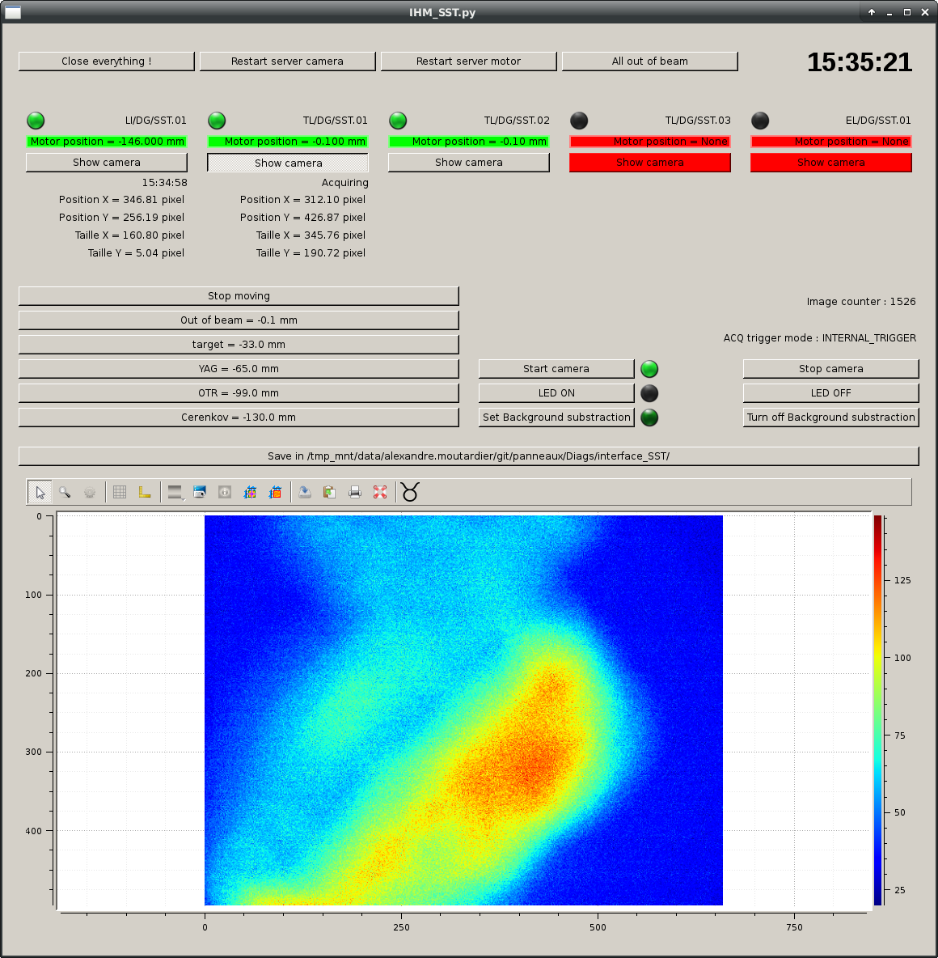 IHM_SST.py
Close everything ! Restart server camera Restart server motor All out of beam 15:35:21
LI/DG/SST.01 TL/DG/SST.01 TL/DG/SST.02 TL/DG/SST.03 EL/DG/SST.01
Motor position = -146.000 mm Motor position = -0.100 mm Motor position = -0.10 mm Motor position = None Motor position = None
Show camera Show camera Show camera Show camera Show camera
15:34:58 Acquiring
Position X = 346.81 pixel Position X = 312.10 pixel
Position Y = 256.19 pixel Position Y = 426.87 pixel
Taille X = 160.80 pixel Taille X = 345.76 pixel
Taille Y = 5.04 pixel Taille Y = 190.72 pixel
Stop moving
Image counter : 1526
Out of beam = -0.1 mm
target = -33.0 mm ACQ trigger mode : INTERNAL_TRIGGER
YAG = -65.0 mm Start camera Stop camera
OTR = -99.0 mm LED ON LED OFF
Cerenkov = -130.0 mm Set Background substraction Turn off Background substraction
Save in /tmp_mnt/data/alexandre.moutardier/git/panneaux/Diags/interface_SST/
0
100
200
300
400
0 250 500 750
125
100
75
50
25